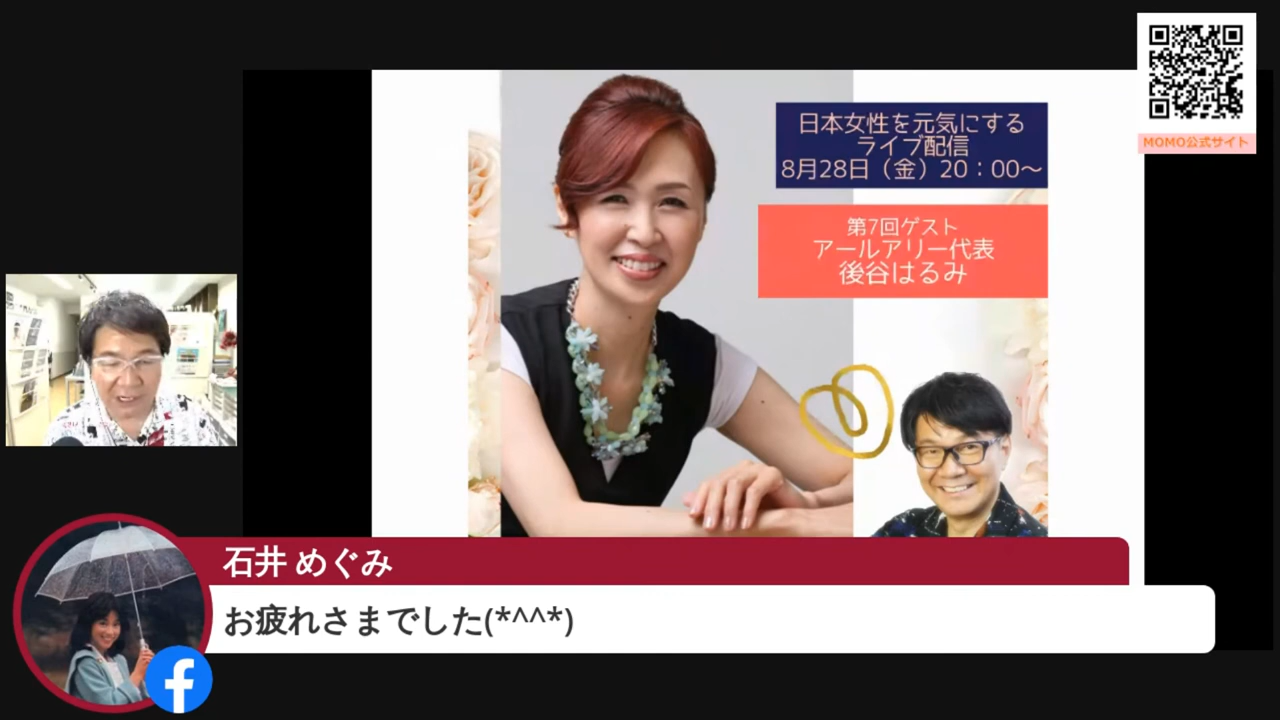 MOMO公式サイト
日本女性を元気にする
ライブ配信
8月28日（金）20：00〜
第7回ゲスト
アールアリー代表
後谷はるみ
石井 めぐみ
お疲れさまでした(*^^*)